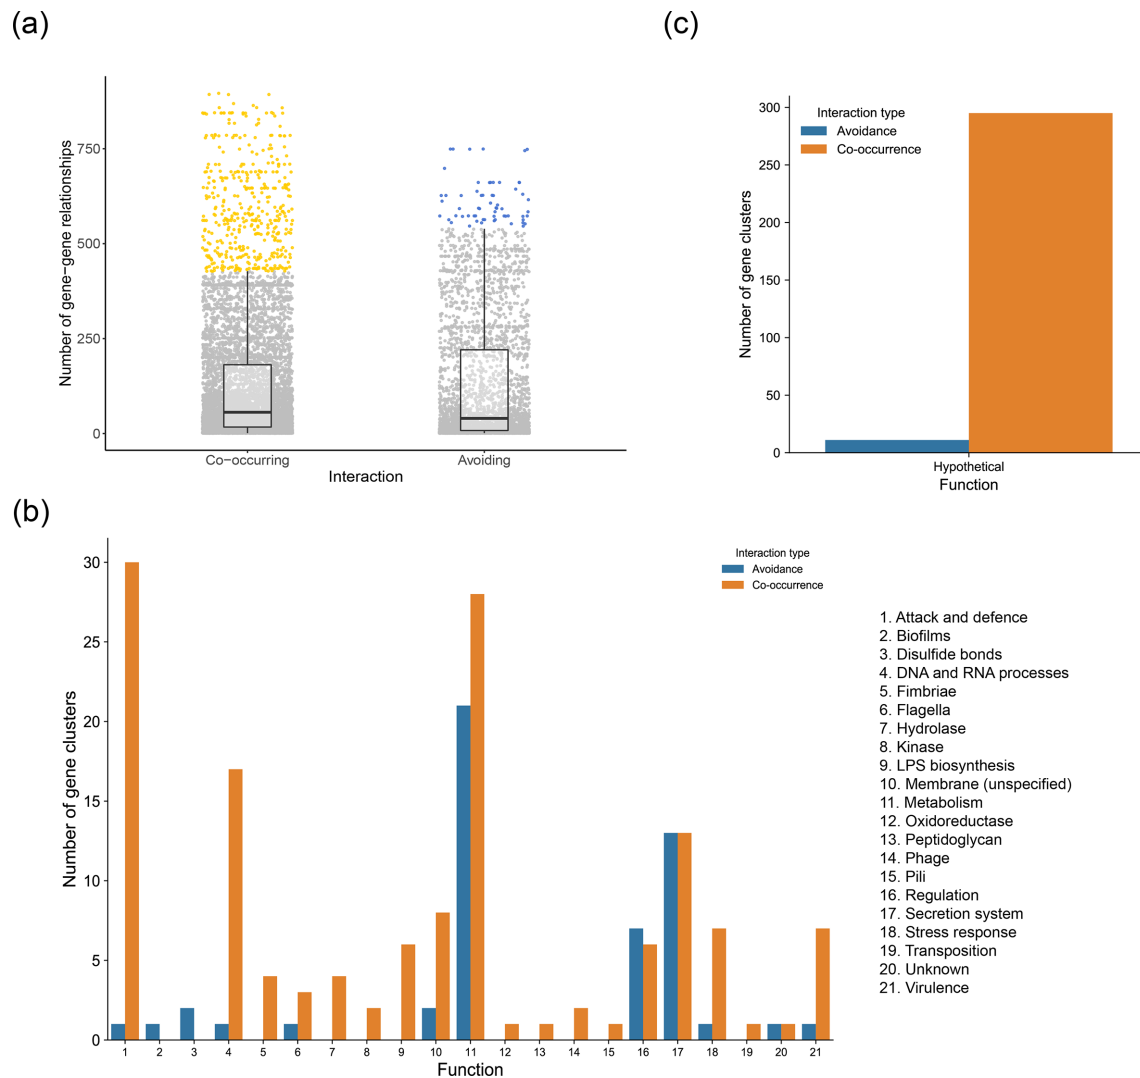 (a)
Number of gene−gene relationships
750
500
250
0
Co−occurring
Avoiding
Interaction
(c)
Number of gene clusters
300
250
200
150
100
50
0
Interaction type
Avoidance
Co-occurrence
Hypothetical
Function
(b)
Number of gene clusters
30
25
20
15
10
5
0
1 2 3 4 5 6 7 8 9 10 11 12 13 14 15 16 17 18 19 20 21
Function
Interaction type
Avoidance
Co-occurrence
1. Attack and defence
2. Biofilms
3. Disulfide bonds
4. DNA and RNA processes
5. Fimbriae
6. Flagella
7. Hydrolase
8. Kinase
9. LPS biosynthesis
10. Membrane (unspecified)
11. Metabolism
12. Oxidoreductase
13. Peptidoglycan
14. Phage
15. Pili
16. Regulation
17. Secretion system
18. Stress response
19. Transposition
20. Unknown
21. Virulence